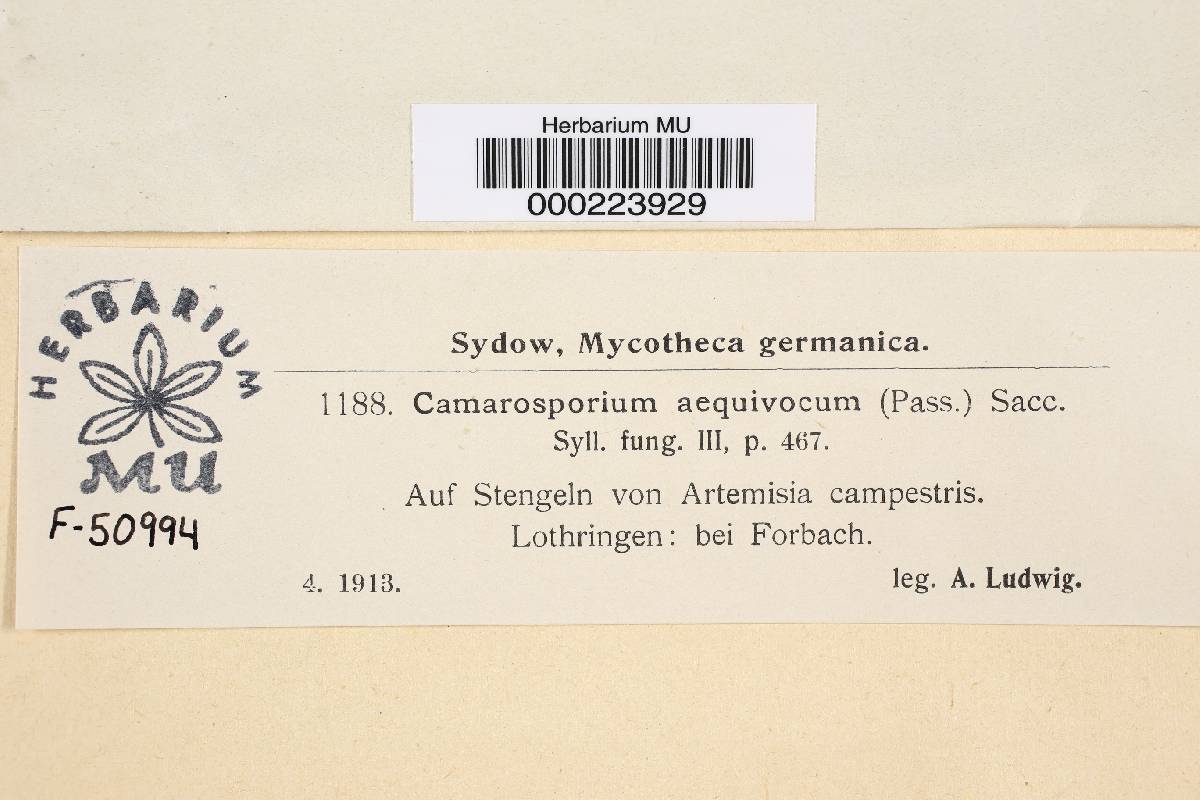 Herbarium MU
000223929
HERBARIUM
MU
F-50994
Sydow, Mycotheca germanica.
1188. Camarosporium aequivocum (Pass.) Sacc.
Syll. fung. III, p. 467.
Auf Stengeln von Artemisia campestris.
Lothringen: bei Forbach.
4. 1913. leg. A. Ludwig.